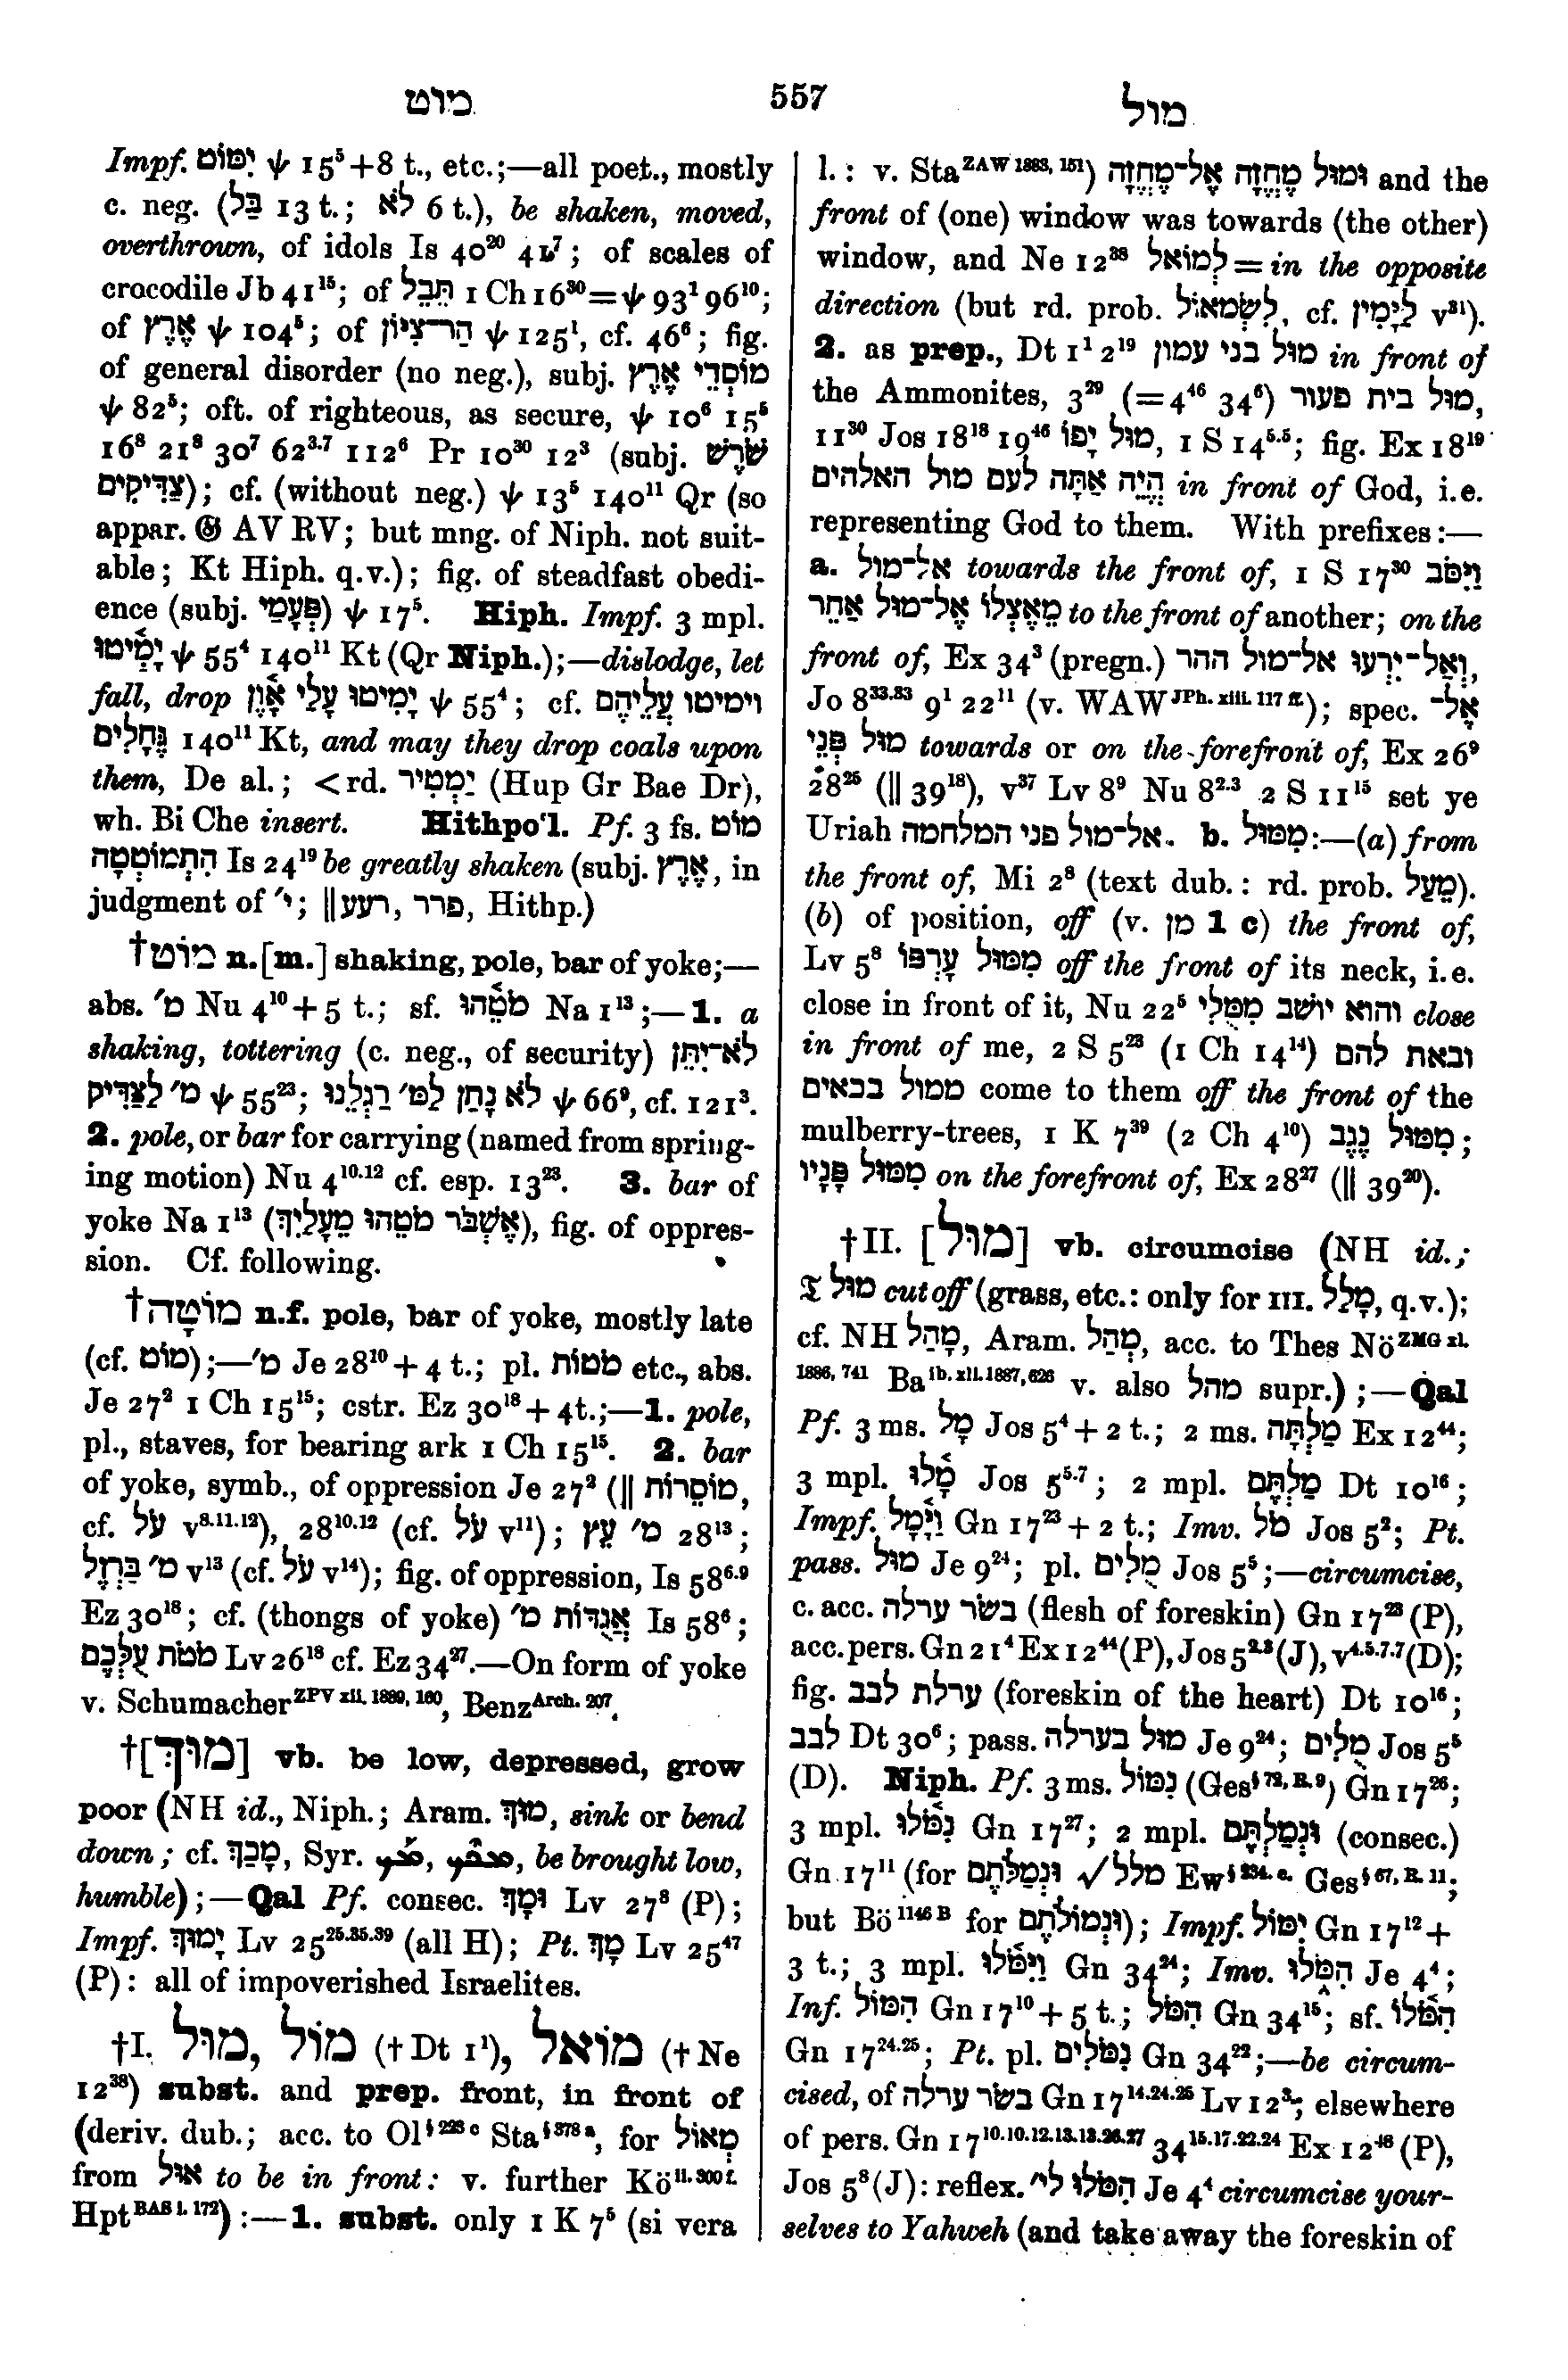 מוט 557 מול
Impf. יִמּוֹט ψ 15⁵+8 t., etc.;—all poet., mostly
c. neg. (בַּל 13 t.; לֹא 6 t.), be shaken, moved,
overthrown, of idols Is 40²⁰ 41⁷; of scales of
crocodile Jb 41¹⁵; of תֵּבֵל 1 Ch 16³⁰=ψ 93¹ 96¹⁰;
of אֶרֶץ ψ 104⁵; of הַר־צִיּוֹן ψ 125¹, cf. 46⁶; fig.
of general disorder (no neg.), subj. מוֹסְדֵי אֶרֶץ
ψ 82⁵; oft. of righteous, as secure, ψ 10⁶ 15⁵
16⁸ 21⁸ 30⁷ 62³·⁷ 112⁶ Pr 10³⁰ 12³ (subj. שֹׁרֶשׁ
צַדִּיקִים); cf. (without neg.) ψ 13⁵ 140¹¹ Qr (so
appar. 𝔊 AV RV; but mng. of Niph. not suit-
able; Kt Hiph. q.v.); fig. of steadfast obedi-
ence (subj. פְּעָמַי) ψ 17⁵. Hiph. Impf. 3 mpl.
יָמִ֫יטוּ ψ 55⁴ 140¹¹ Kt (Qr Niph.);—dislodge, let
fall, drop יָמִיטוּ עָלַי אָ֫וֶן ψ 55⁴; cf. וימיטו עֲלֵיהֶם
גֶּחָלִים 140¹¹ Kt, and may they drop coals upon
them, De al.; <rd. יַמְטֵיר (Hup Gr Bae Dr),
wh. Bi Che insert. Hithpo‘l. Pf. 3 fs. מוֹט
הִתְמוֹטְטָה Is 24¹⁹ be greatly shaken (subj. אֶרֶץ, in
judgment of י׳; ‖ רעע, פרר, Hithp.)
†מוֹט n.[m.] shaking, pole, bar of yoke;—
abs. מ׳ Nu 4¹⁰+5 t.; sf. מֹטֵ֫הוּ Na 1¹³;—1. a
shaking, tottering (c. neg., of security) לֹא־יִתֵּן
מ׳ לַצַּדִּיק ψ 55²³; לֹא נָתַן לַמּ׳ רַגְלֵנוּ ψ 66⁹, cf. 121³.
2. pole, or bar for carrying (named from spring-
ing motion) Nu 4¹⁰·¹² cf. esp. 13²³. 3. bar of
yoke Na 1¹³ (אֶשְׁבֹּר מֹטֵהוּ מֵעָלַיִךְ), fig. of oppres-
sion. Cf. following.
†מוֹטָה n.f. pole, bar of yoke, mostly late
(cf. מוֹט);—מ׳ Je 28¹⁰+4 t.; pl. מֹטוֹת etc., abs.
Je 27² 1 Ch 15¹⁵; cstr. Ez 30¹⁸+4t.;—1. pole,
pl., staves, for bearing ark 1 Ch 15¹⁵. 2. bar
of yoke, symb., of oppression Je 27² (‖ מוֹסֵרוֹת,
cf. עֹל v⁸·¹¹·¹²), 28¹⁰·¹² (cf. עֹל v¹¹); מ׳ עֵץ 28¹³;
מ׳ בַּרְזֶל v¹³ (cf. עֹל v¹⁴); fig. of oppression, Is 58⁶·⁹
Ez 30¹⁸; cf. (thongs of yoke) אֲגֻדּוֹת מ׳ Is 58⁶;
מֹטֹת עֻלְּכֶם Lv 26¹³ cf. Ez 34²⁷.—On form of yoke
v. Schumacher ZPV xii. 1889, 160, Benz Arch. 207.
†[מוּךְ] vb. be low, depressed, grow
poor (NH id., Niph.; Aram. מוּךְ, sink or bend
down; cf. מָכַךְ, Syr. be brought low,
humble);—Qal Pf. consec. וּמָךְ Lv 27⁸ (P);
Impf. יָמוּךְ Lv 25²⁵·³⁵·³⁹ (all H); Pt. מָךְ Lv 25⁴⁷
(P): all of impoverished Israelites.
†I. מוּל, מוֹל (†Dt 1¹), מוֹאל (†Ne
12³⁸) subst. and prep. front, in front of
(deriv. dub.; acc. to Ol§ 223 c Sta§ 378 a, for מְאוֹל
from אוּל to be in front: v. further Kö ii. 300 f.
Hpt BAS i. 172):—1. subst. only 1 K 7⁵ (si vera
l.: v. Sta ZAW 1883, 151) וּמוּל מֶחֱזָה אֶל־מֶחֱזָה and the
front of (one) window was towards (the other)
window, and Ne 12³⁸ לְמוֹאל=in the opposite
direction (but rd. prob. לִשְׂמֹאול, cf. לַיָּמִין v³¹).
2. as prep., Dt 1¹ 2¹⁹ מוּל בני עמון in front of
the Ammonites, 3²⁹ (=4⁴⁶ 34⁶) מוּל בית פעור,
11³⁰ Jos 18¹⁸ 19⁴⁶ מוּל יָפוֹ, 1 S 14⁵·⁵; fig. Ex 18¹⁹
הֱיֵה אַתָּה לעם מול האלהים in front of God, i.e.
representing God to them. With prefixes:—
a. אל־מול towards the front of, 1 S 17³⁰ וַיִּסֹּב
מֵאֶצְלוֹ אֶל־מוּל אַחֵר to the front of another; on the
front of, Ex 34³ (pregn.) וְאַל־יִרְעוּ אל־מול ההר,
Jo 8³³·³³ 9¹ 22¹¹ (v. WAW JPh. xiii. 117 ff.); spec. אֶל־
מוּל פְּנֵי towards or on the forefront of, Ex 26⁹
28²⁵ (‖ 39¹⁸), v³⁷ Lv 8⁹ Nu 8²·³ 2 S 11¹⁵ set ye
Uriah אל־מול פני המלחמה. b. מִמּוּל:—(a) from
the front of, Mi 2⁸ (text dub.: rd. prob. מֵעַל).
(b) of position, off (v. מן 1 c) the front of,
Lv 5⁸ מִמּוּל עָרְפּוֹ off the front of its neck, i.e.
close in front of it, Nu 22⁵ והוא יושב מִמֻּלִי close
in front of me, 2 S 5²³ (1 Ch 14¹⁴) ובאת להם
ממול בכאים come to them off the front of the
mulberry-trees, 1 K 7³⁹ (2 Ch 4¹⁰) מִמּוּל נֶגֶב;
מִמּוּל פָּנָיו on the forefront of, Ex 28²⁷ (‖ 39²⁰).
†II. [מוּל] vb. circumcise (NH id.;
𝔗 מוּל cut off (grass, etc.: only for III. מָלַל, q.v.);
cf. NH מָהַל, Aram. מְהַל, acc. to Thes Nö ZMG xl.
1886, 741 Ba ib. xli. 1887, 626 v. also מהל supr.);—Qal
Pf. 3 ms. מָל Jos 5⁴+2 t.; 2 ms. מַלְתָּה Ex 12⁴⁴;
3 mpl. מָ֫לוּ Jos 5⁵·⁷; 2 mpl. מַלְתֶּם Dt 10¹⁶;
Impf. וַיָּ֫מָל Gn 17²³+2 t.; Imv. מֹל Jos 5²; Pt.
pass. מוּל Je 9²⁴; pl. מֻלִים Jos 5⁵;—circumcise,
c. acc. בשׂר ערלה (flesh of foreskin) Gn 17²³ (P),
acc. pers. Gn 21⁴ Ex 12⁴⁴ (P), Jos 5²·³ (J), v⁴·⁵·⁷·⁷ (D);
fig. ערלת לבב (foreskin of the heart) Dt 10¹⁶;
לבב Dt 30⁶; pass. מוּל בערלה Je 9²⁴; מֻלִים Jos 5⁵
(D). Niph. Pf. 3 ms. נִמּוֹל (Ges§ 72, R. 9) Gn 17²⁶;
3 mpl. נִמֹּ֫לוּ Gn 17²⁷; 2 mpl. וּנְמַלְתֶּם (consec.)
Gn 17¹¹ (for וּנְמַלֹּתֶם √ מלל Ew§ 234. e. Ges§ 67, R. 11;
but Bö 1146 B for וּנְמוֹלֹתֶם); Impf. יִמּוֹל Gn 17¹²+
3 t.; 3 mpl. וַיִּמֹּ֫לוּ Gn 34²⁴; Imv. הִמֹּ֫לוּ Je 4⁴;
Inf. הִמּוֹל Gn 17¹⁰+5 t.; הִמֹּל Gn 34¹⁵; sf. הִמֹּ֫לוֹ
Gn 17²⁴·²⁵; Pt. pl. נִמֹּלִים Gn 34²²;—be circum-
cised, of בשר ערלה Gn 17¹⁴·²⁴·²⁵ Lv 12³; elsewhere
of pers. Gn 17¹⁰·¹⁰·¹²·¹³·¹³·²⁶·²⁷ 34¹⁵·¹⁷·²²·²⁴ Ex 12⁴⁸ (P),
Jos 5⁸ (J): reflex. הִמֹּלוּ לי״ Je 4⁴ circumcise your-
selves to Yahweh (and take away the foreskin of